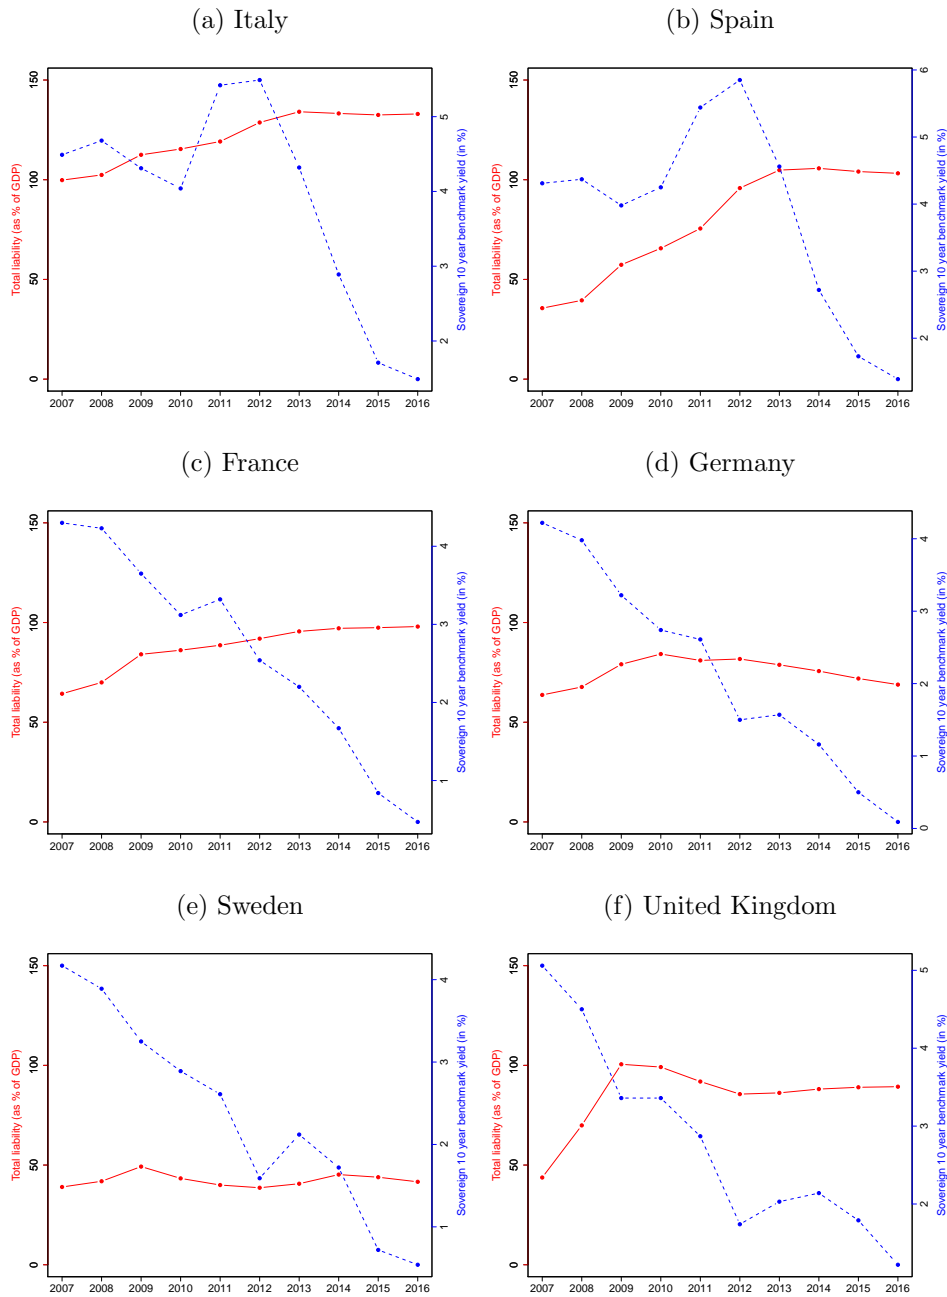 (a) Italy
(b) Spain
Total liability (as % of GDP)
0
50
100
150
2
3
4
5
Sovereign 10 year benchmark yield (in %)
2007 2008 2009 2010 2011 2012 2013 2014 2015 2016
Total liability (as % of GDP)
0
50
100
150
2
3
4
5
6
Sovereign 10 year benchmark yield (in %)
2007 2008 2009 2010 2011 2012 2013 2014 2015 2016
(c) France
(d) Germany
Total liability (as % of GDP)
0
50
100
150
1
2
3
4
Sovereign 10 year benchmark yield (in %)
2007 2008 2009 2010 2011 2012 2013 2014 2015 2016
Total liability (as % of GDP)
0
50
100
150
0
1
2
3
4
Sovereign 10 year benchmark yield (in %)
2007 2008 2009 2010 2011 2012 2013 2014 2015 2016
(e) Sweden
(f) United Kingdom
Total liability (as % of GDP)
0
50
100
150
1
2
3
4
Sovereign 10 year benchmark yield (in %)
2007 2008 2009 2010 2011 2012 2013 2014 2015 2016
Total liability (as % of GDP)
0
50
100
150
2
3
4
5
Sovereign 10 year benchmark yield (in %)
2007 2008 2009 2010 2011 2012 2013 2014 2015 2016